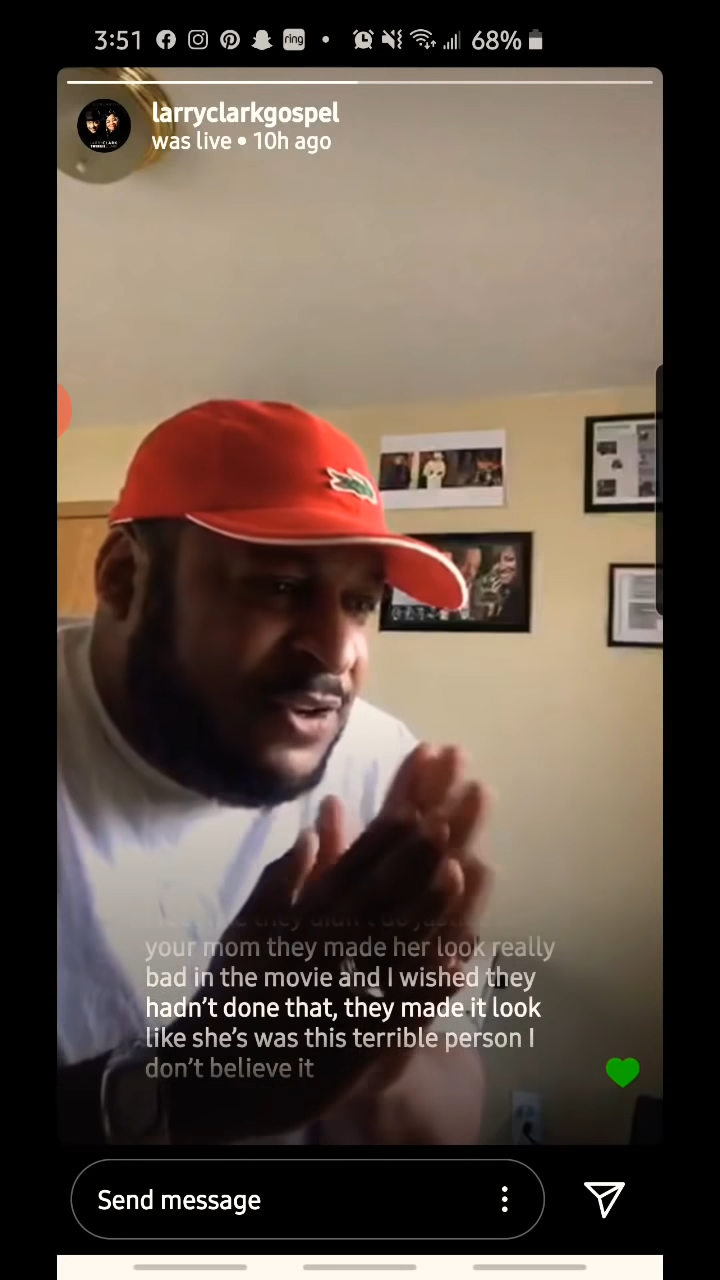 3:51 ring • 68%
larryclarkgospel
was live • 10h ago
your mom they made her look really
bad in the movie and I wished they
hadn't done that, they made it look
like she's was this terrible person I
don't believe it
Send message